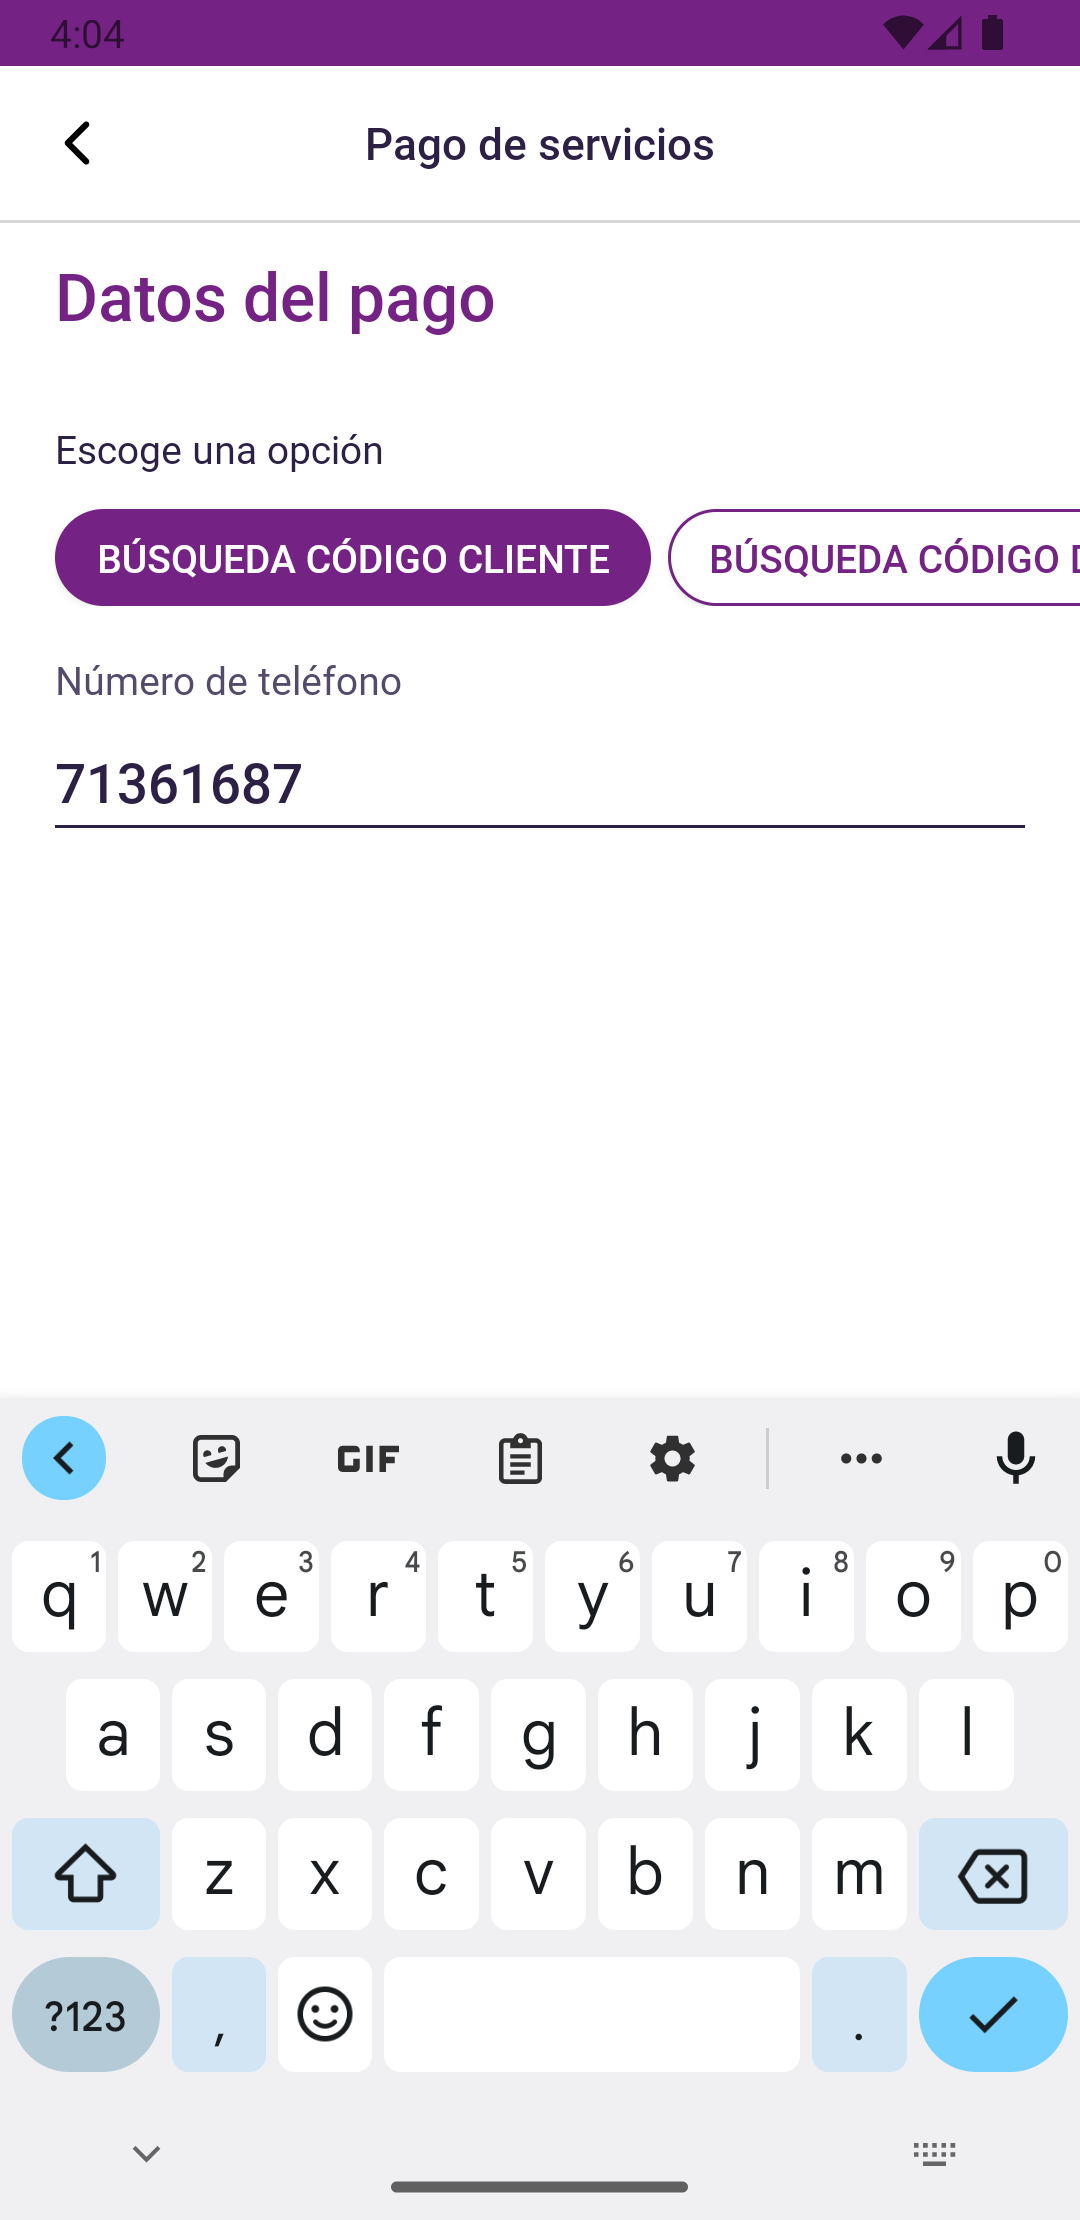 4:04
Pago de servicios
Datos del pago
Escoge una opción
BÚSQUEDA CÓDIGO CLIENTE
BÚSQUEDA CÓDIGO
Número de teléfono
71361687
GIF
1 2 3 4 5 6 7 8 9 0
q w e r t y u i o p
a s d f g h j k l
z x c v b n m
?123 , .